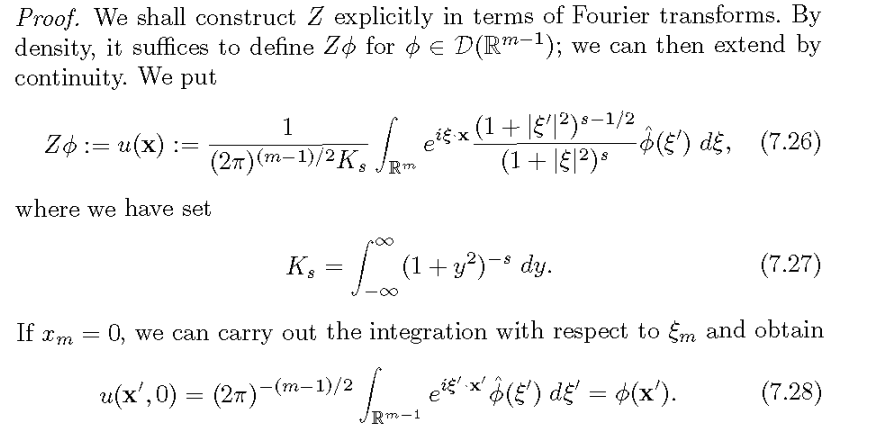 Proof. We shall construct Z explicitly in terms of Fourier transforms. By
density, it suffices to define Zϕ for ϕ ∈ 𝒟(ℝ^{m−1}); we can then extend by
continuity. We put
Zϕ := u(𝐱) := \frac{1}{(2π)^{(m−1)/2}K_s} ∫_{ℝ^m} e^{iξ·𝐱} \frac{(1 + |ξ′|²)^{s−1/2}}{(1 + |ξ|²)^s} \hat{ϕ}(ξ′) dξ, (7.26)
where we have set
K_s = ∫_{−∞}^{∞} (1 + y²)^{−s} dy. (7.27)
If x_m = 0, we can carry out the integration with respect to ξ_m and obtain
u(𝐱′, 0) = (2π)^{−(m−1)/2} ∫_{ℝ^{m−1}} e^{iξ′·𝐱′} \hat{ϕ}(ξ′) dξ′ = ϕ(𝐱′). (7.28)